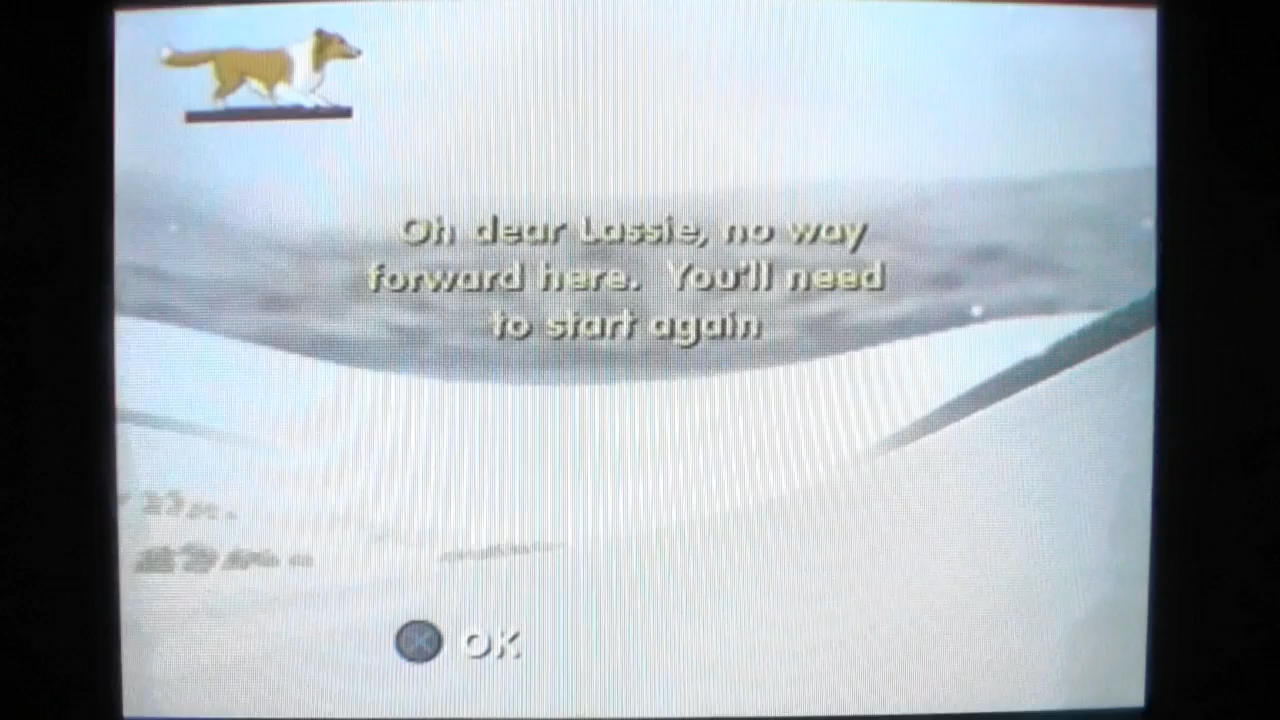 Oh dear Lassie, no way
forward here. You'll need
to start again
OK